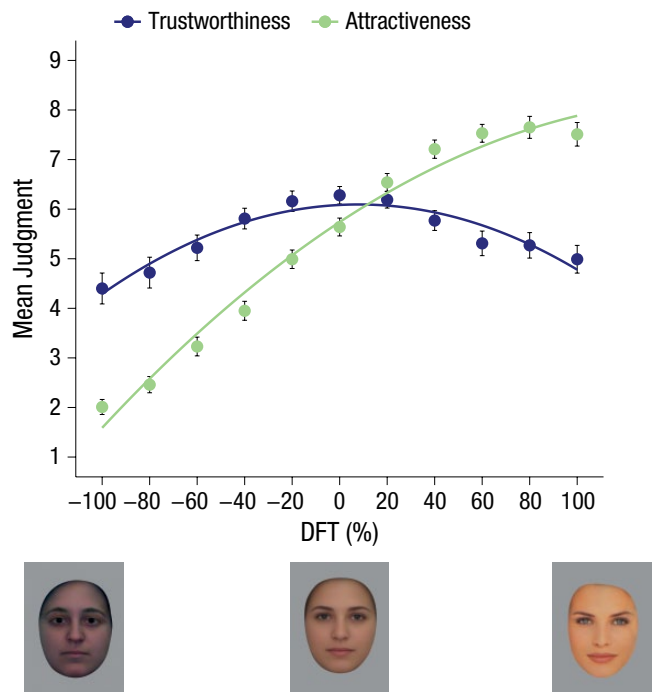 Trustworthiness Attractiveness
9
8
7
6
5
4
3
2
1
Mean Judgment
−100 −80 −60 −40 −20 0 20 40 60 80 100
DFT (%)